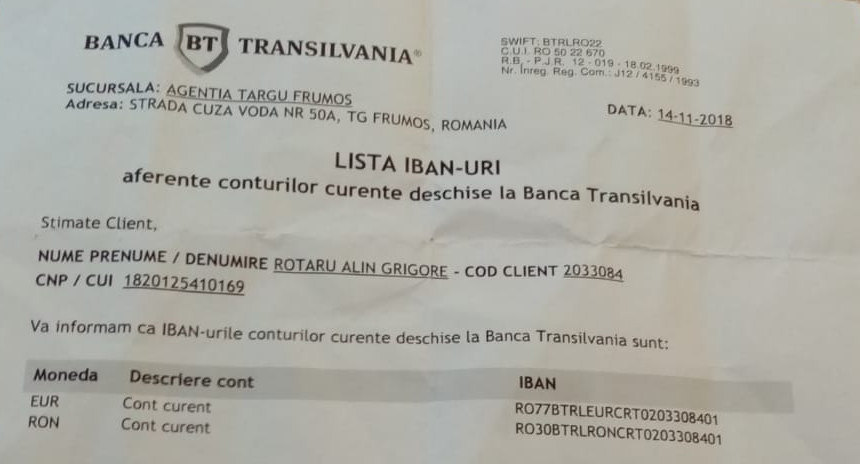 BANCA BT TRANSILVANIA®
SWIFT: BTRLRO22
C.U.I. RO 50 22 670
R.B. - P.J.R. 12 - 019 - 18.02.1999
Nr. Înreg. Reg. Com.: J12 / 4155 / 1993
SUCURSALA: AGENTIA TARGU FRUMOS
Adresa: STRADA CUZA VODA NR 50A, TG FRUMOS, ROMANIA
DATA: 14-11-2018
LISTA IBAN-URI
aferente conturilor curente deschise la Banca Transilvania
Stimate Client,
NUME PRENUME / DENUMIRE ROTARU ALIN GRIGORE - COD CLIENT 2033084
CNP / CUI 1820125410169
Va informam ca IBAN-urile conturilor curente deschise la Banca Transilvania sunt:
Moneda Descriere cont IBAN
EUR Cont curent RO77BTRLEURCRT0203308401
RON Cont curent RO30BTRLRONCRT0203308401